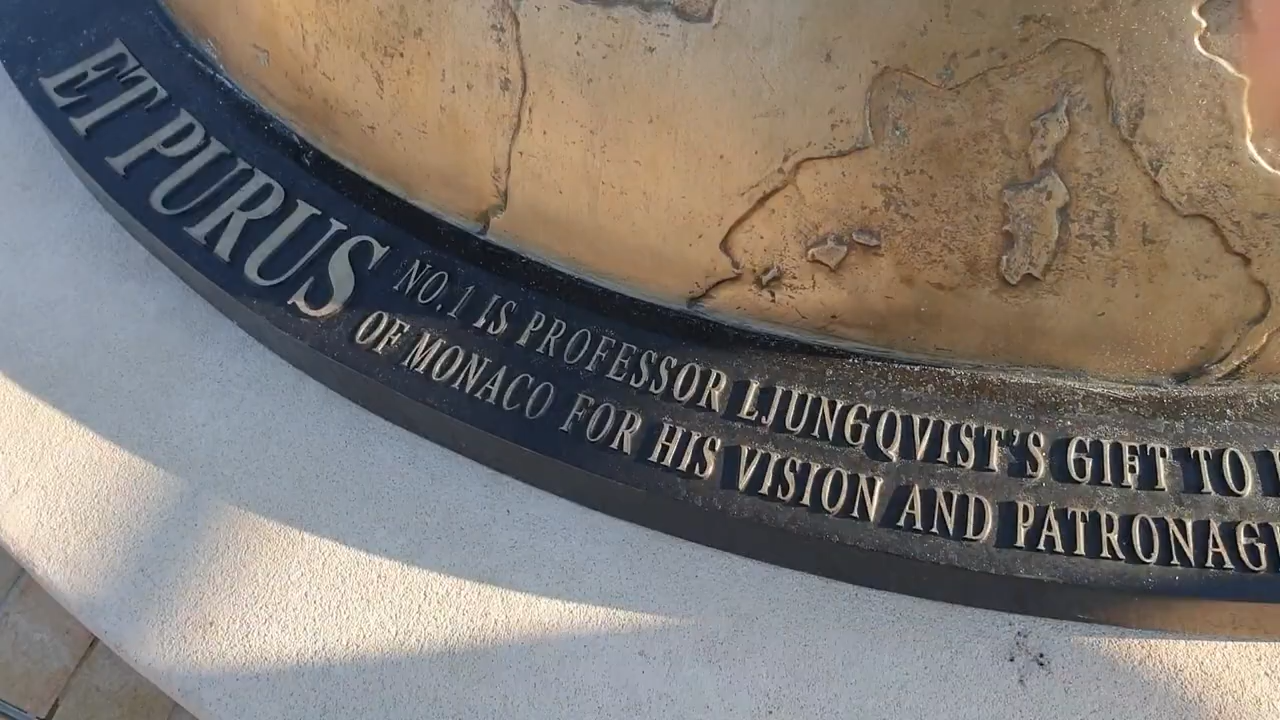 ET PURUS
NO.1 IS PROFESSOR LJUNGQVIST'S GIFT TO
OF MONACO FOR HIS VISION AND PATRONAG